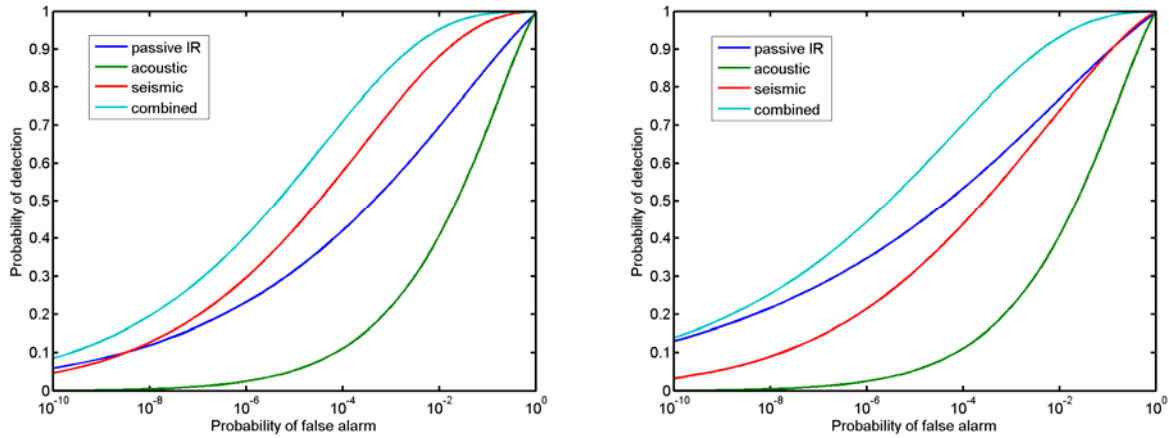 1
0.9
0.8
0.7
0.6
0.5
0.4
0.3
0.2
0.1
0
Probability of detection
passive IR
acoustic
seismic
combined
10^-10
10^-8
10^-6
10^-4
10^-2
10^0
Probability of false alarm
1
0.9
0.8
0.7
0.6
0.5
0.4
0.3
0.2
0.1
0
Probability of detection
passive IR
acoustic
seismic
combined
10^-10
10^-8
10^-6
10^-4
10^-2
10^0
Probability of false alarm